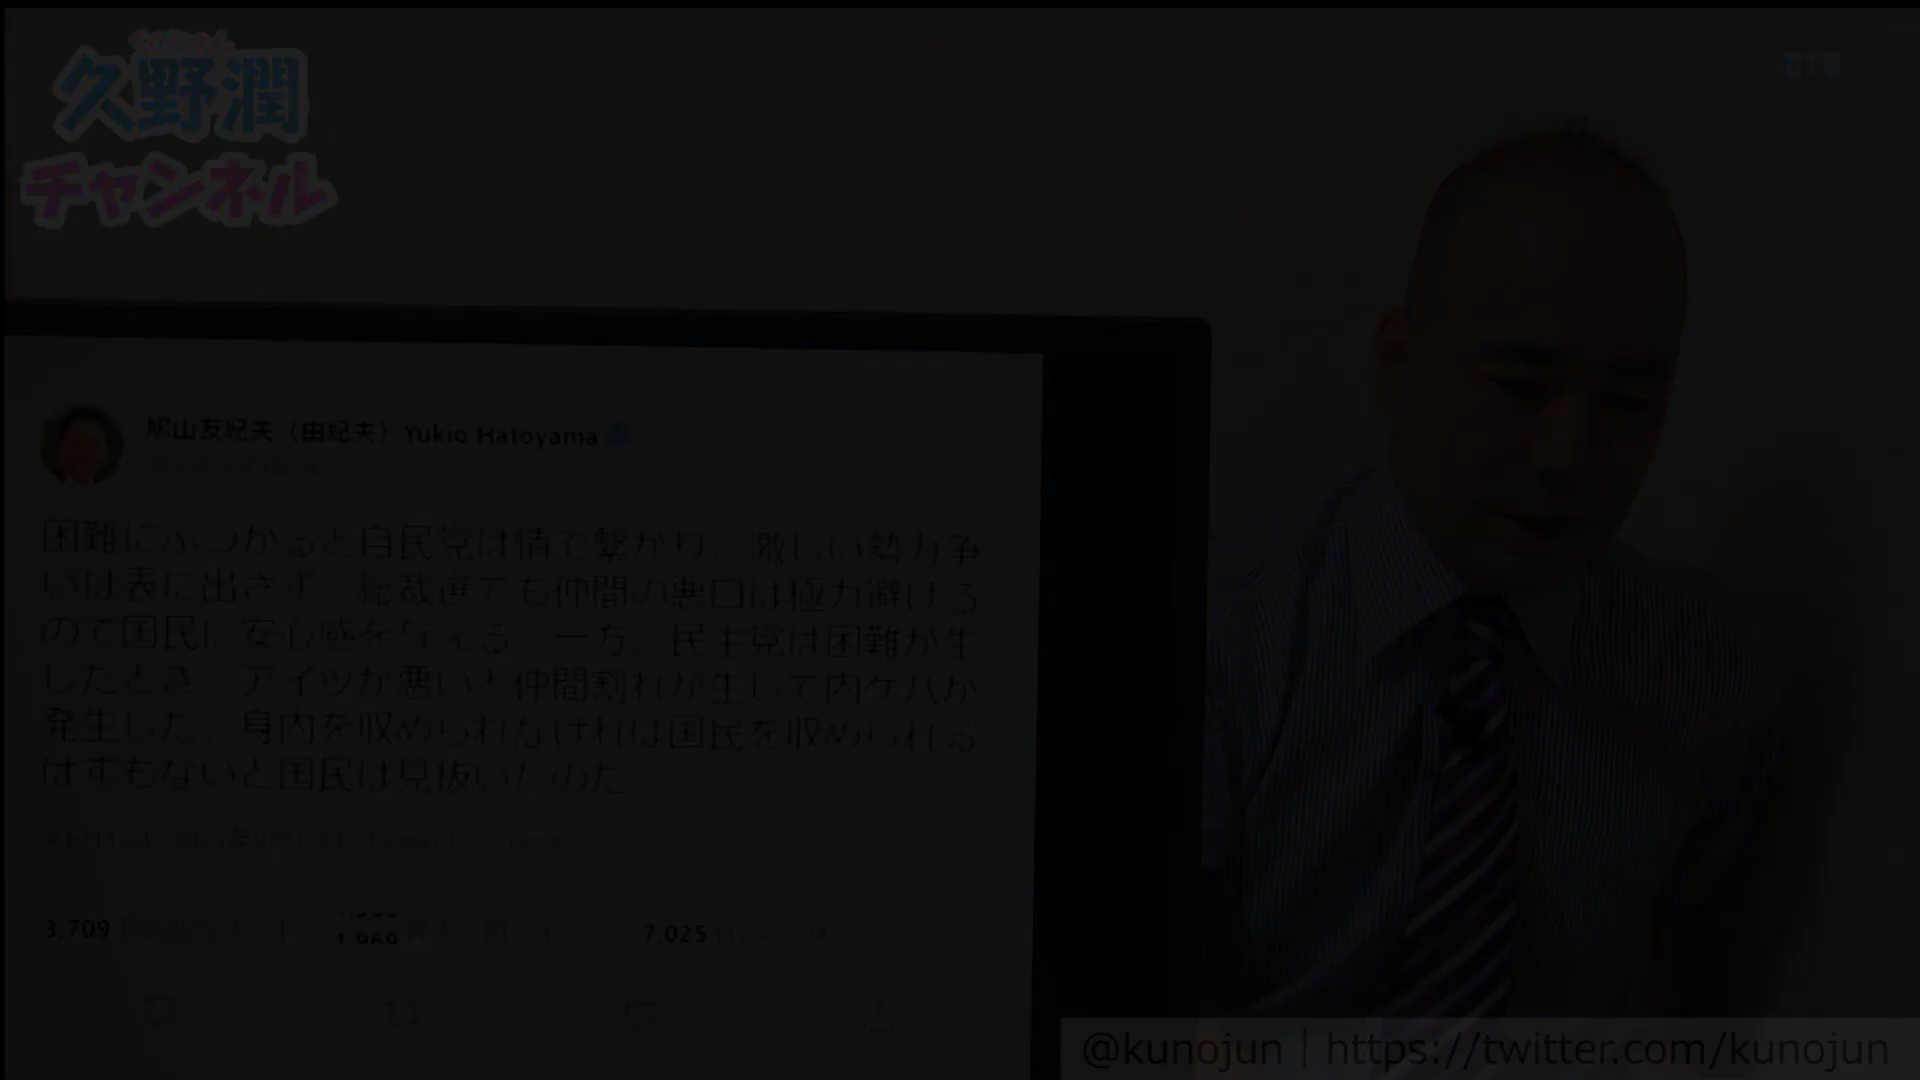 久野潤
チャンネル
鳩山友紀夫（由紀夫）Yukio Hatoyama
困難にぶつかると自民党は情で繋がり、激しい勢力争
いは表に出さず、総裁選でも仲間の悪口は極力避ける
ので国民に安心感を与える。一方、民主党は困難が生
したとき、アイツが悪いと仲間割れが生じて内ゲバが
発生した。身内を収められなければ国民を収められる
はずもないと国民は見抜いたのだ。
3,709
7,025
@kunojun | https://twitter.com/kunojun